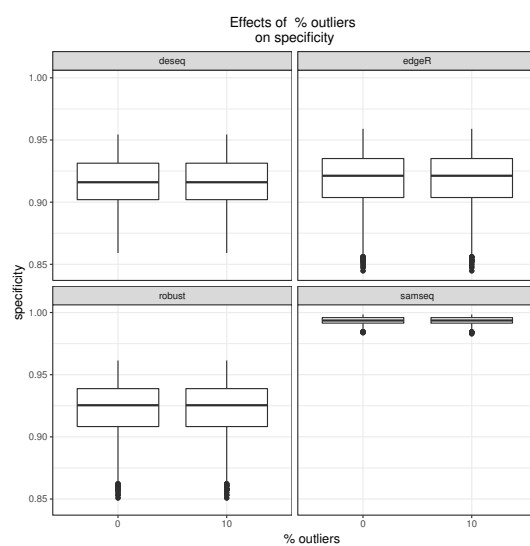 Effects of % outliers
on specificity
deseq
edgeR
1.00
0.95
0.90
0.85
robust
samseq
1.00
0.95
0.90
0.85
specificity
0
10
0
10
% outliers